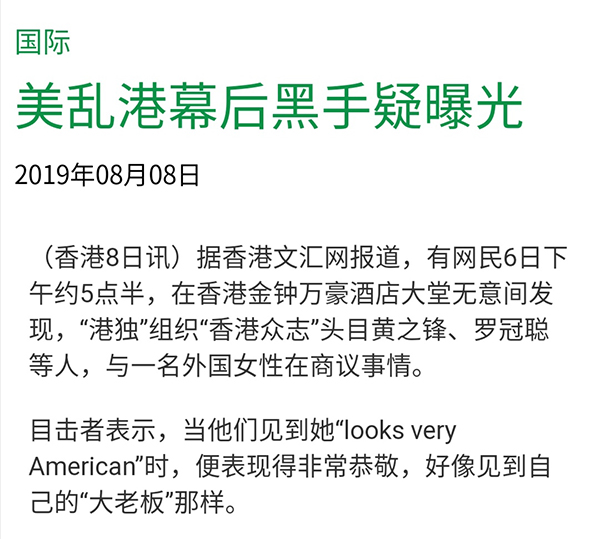 国际
美乱港幕后黑手疑曝光
2019年08月08日
（香港8日讯）据香港文汇网报道，有网民6日下
午约5点半，在香港金钟万豪酒店大堂无意间发
现，“港独”组织“香港众志”头目黄之锋、罗冠聪
等人，与一名外国女性在商议事情。
目击者表示，当他们见到她“looks very
American”时，便表现得非常恭敬，好像见到自
己的“大老板”那样。